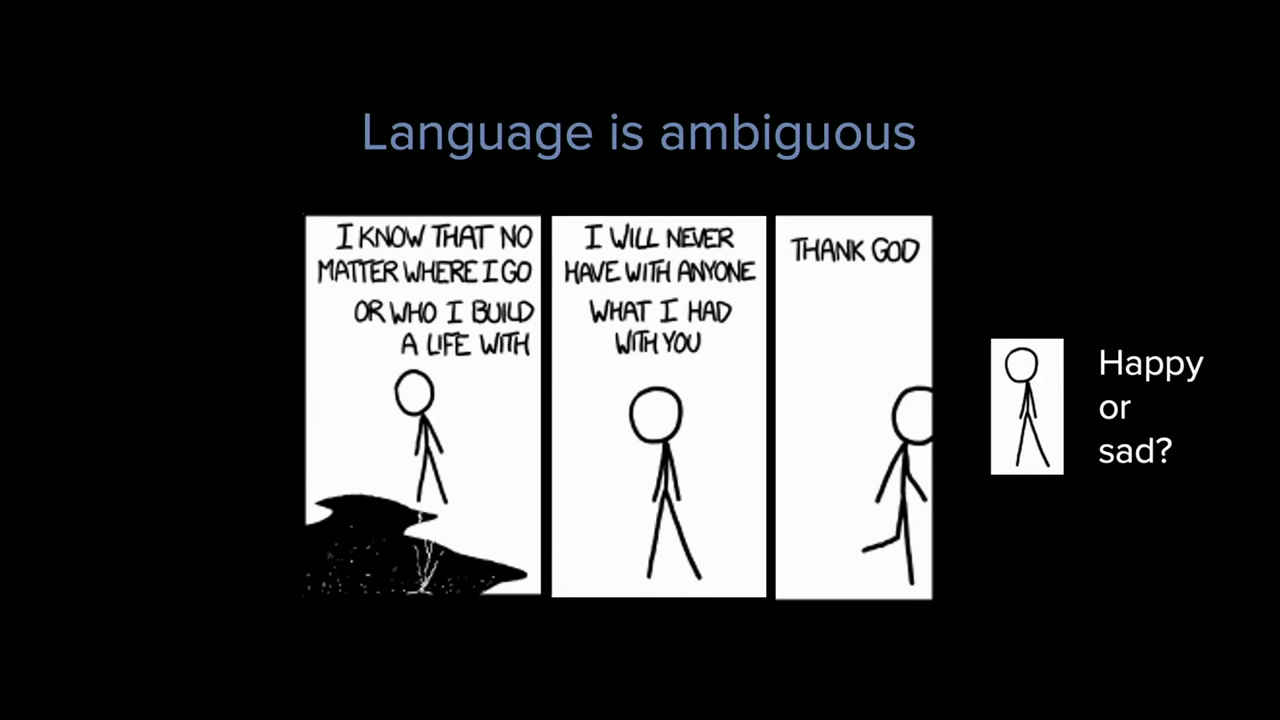 Language is ambiguous
I KNOW THAT NO
MATTER WHERE I GO
OR WHO I BUILD
A LIFE WITH
I WILL NEVER
HAVE WITH ANYONE
WHAT I HAD
WITH YOU
THANK GOD
Happy
or
sad?